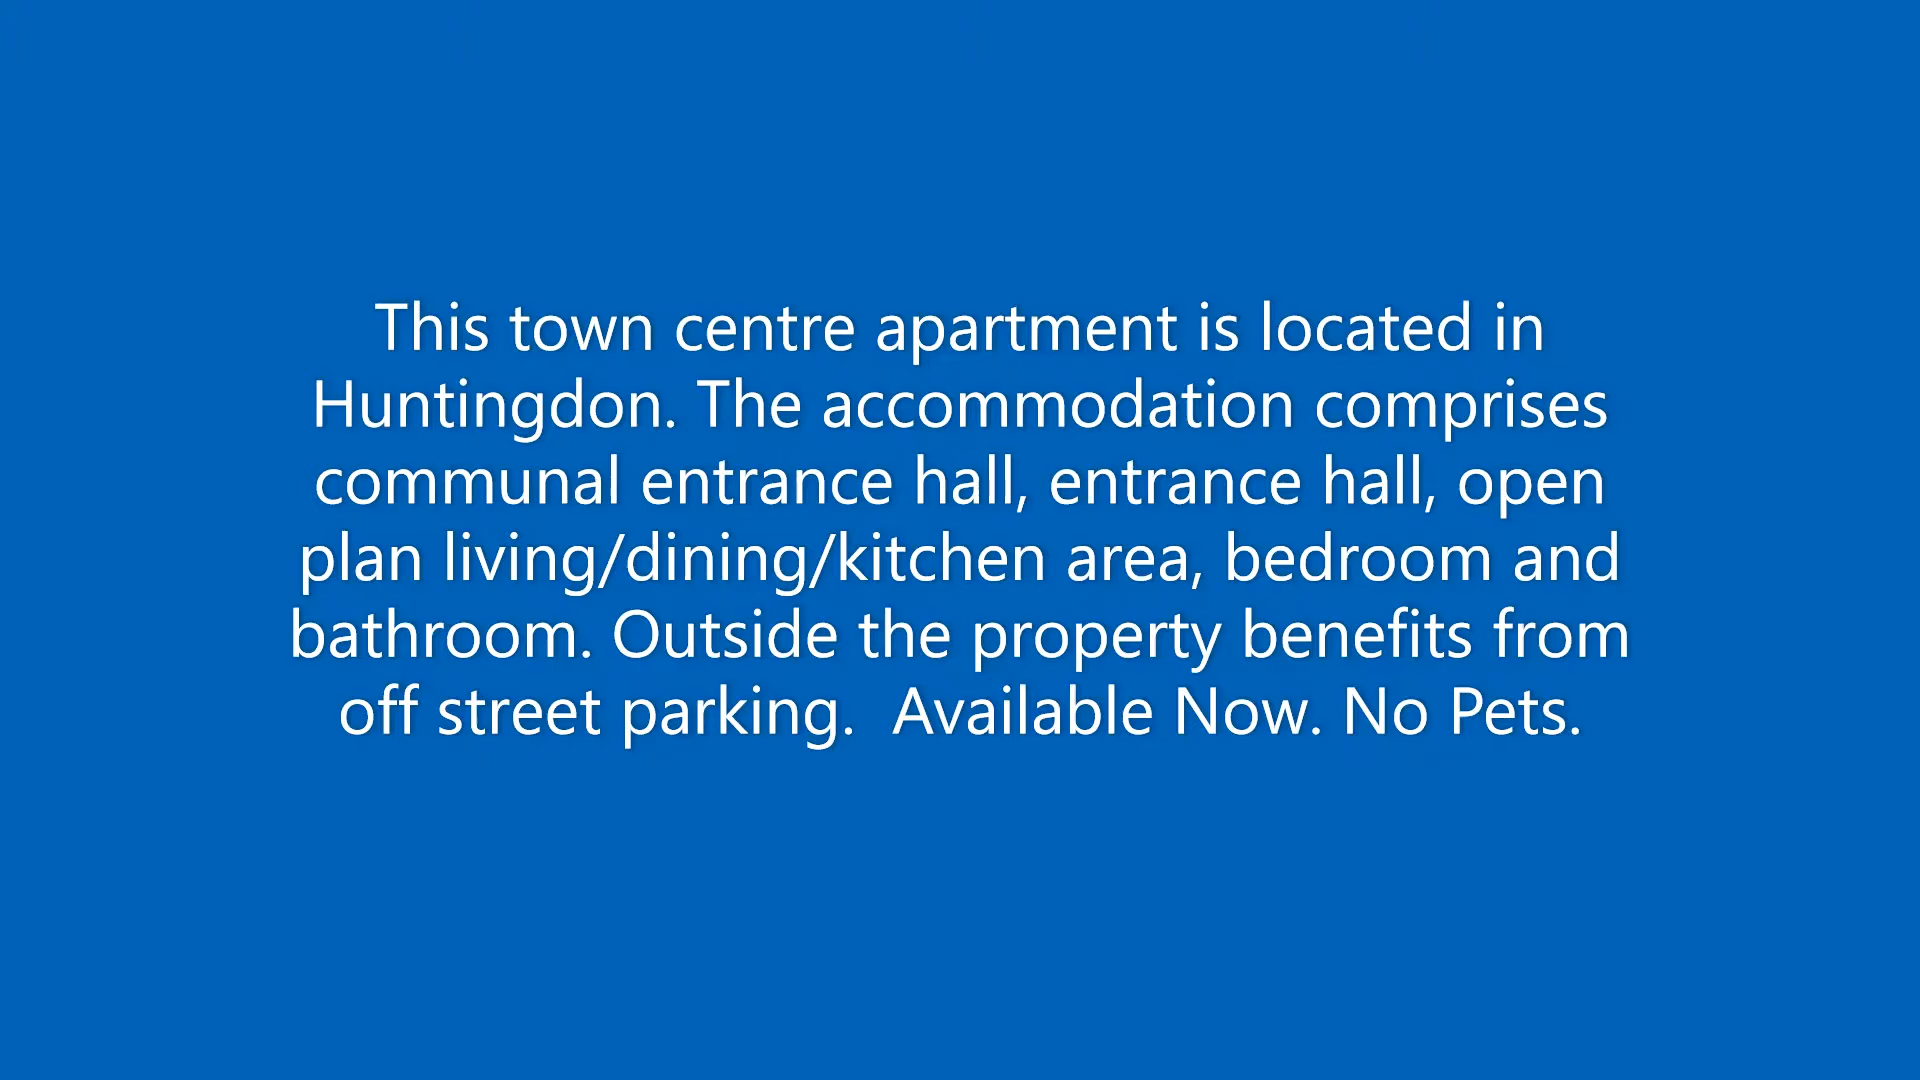 This town centre apartment is located in
Huntingdon. The accommodation comprises
communal entrance hall, entrance hall, open
plan living/dining/kitchen area, bedroom and
bathroom. Outside the property benefits from
off street parking.  Available Now. No Pets.